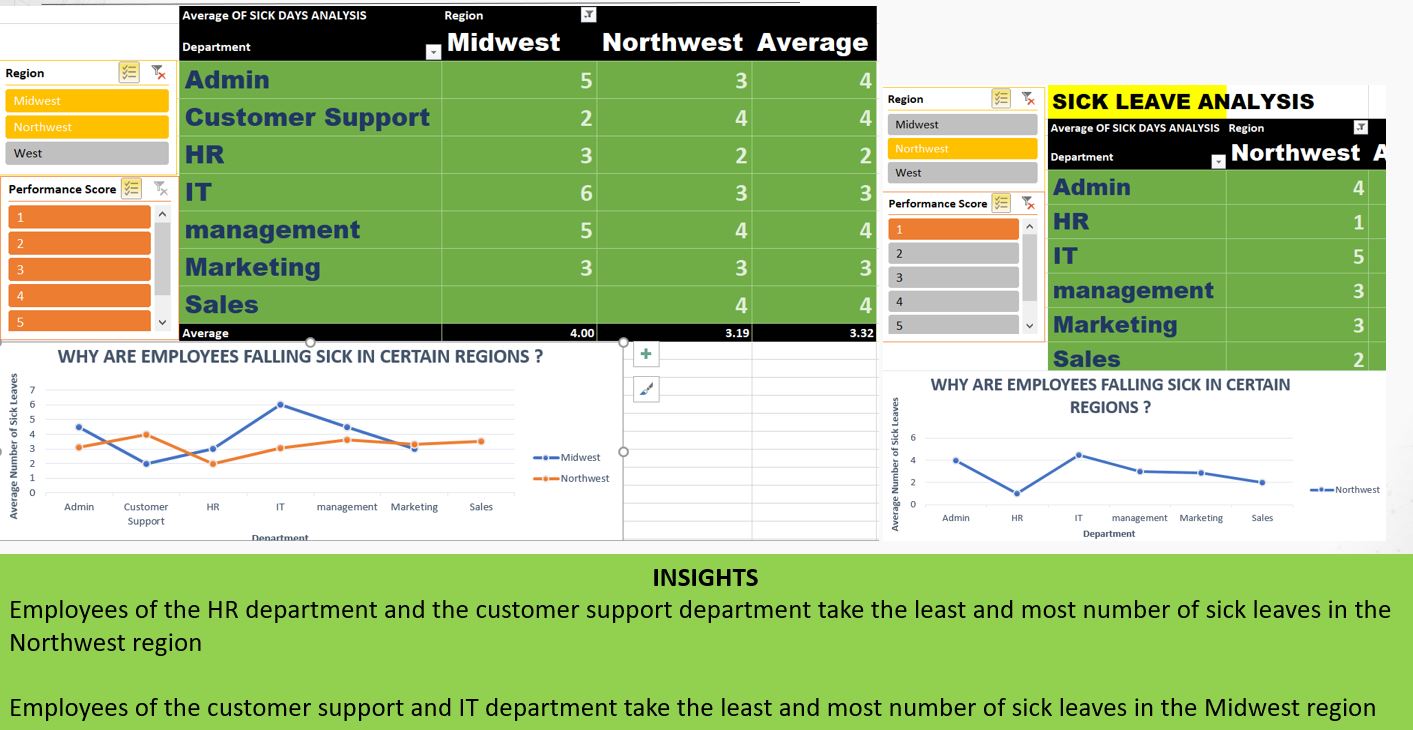 Average OF SICK DAYS ANALYSIS Region
Department Midwest Northwest Average
Region
Midwest
Northwest
West
Performance Score
1
2
3
4
5
Admin 5 3 4
Customer Support 2 4 4
HR 3 2 2
IT 6 3 3
management 5 4 4
Marketing 3 3 3
Sales 4 4
Average 4.00 3.19 3.32
WHY ARE EMPLOYEES FALLING SICK IN CERTAIN REGIONS ?
Average Number of Sick Leaves
7
6
5
4
3
2
1
0
Admin Customer Support HR IT management Marketing Sales
Department
Midwest
Northwest
Region
Midwest
Northwest
West
Performance Score
1
2
3
4
5
SICK LEAVE ANALYSIS
Average OF SICK DAYS ANALYSIS Region
Department Northwest A
Admin 4
HR 1
IT 5
management 3
Marketing 3
Sales 2
WHY ARE EMPLOYEES FALLING SICK IN CERTAIN
REGIONS ?
Average Number of Sick Leaves
6
4
2
0
Admin HR IT management Marketing Sales
Department
Northwest
INSIGHTS
Employees of the HR department and the customer support department take the least and most number of sick leaves in the
Northwest region
Employees of the customer support and IT department take the least and most number of sick leaves in the Midwest region